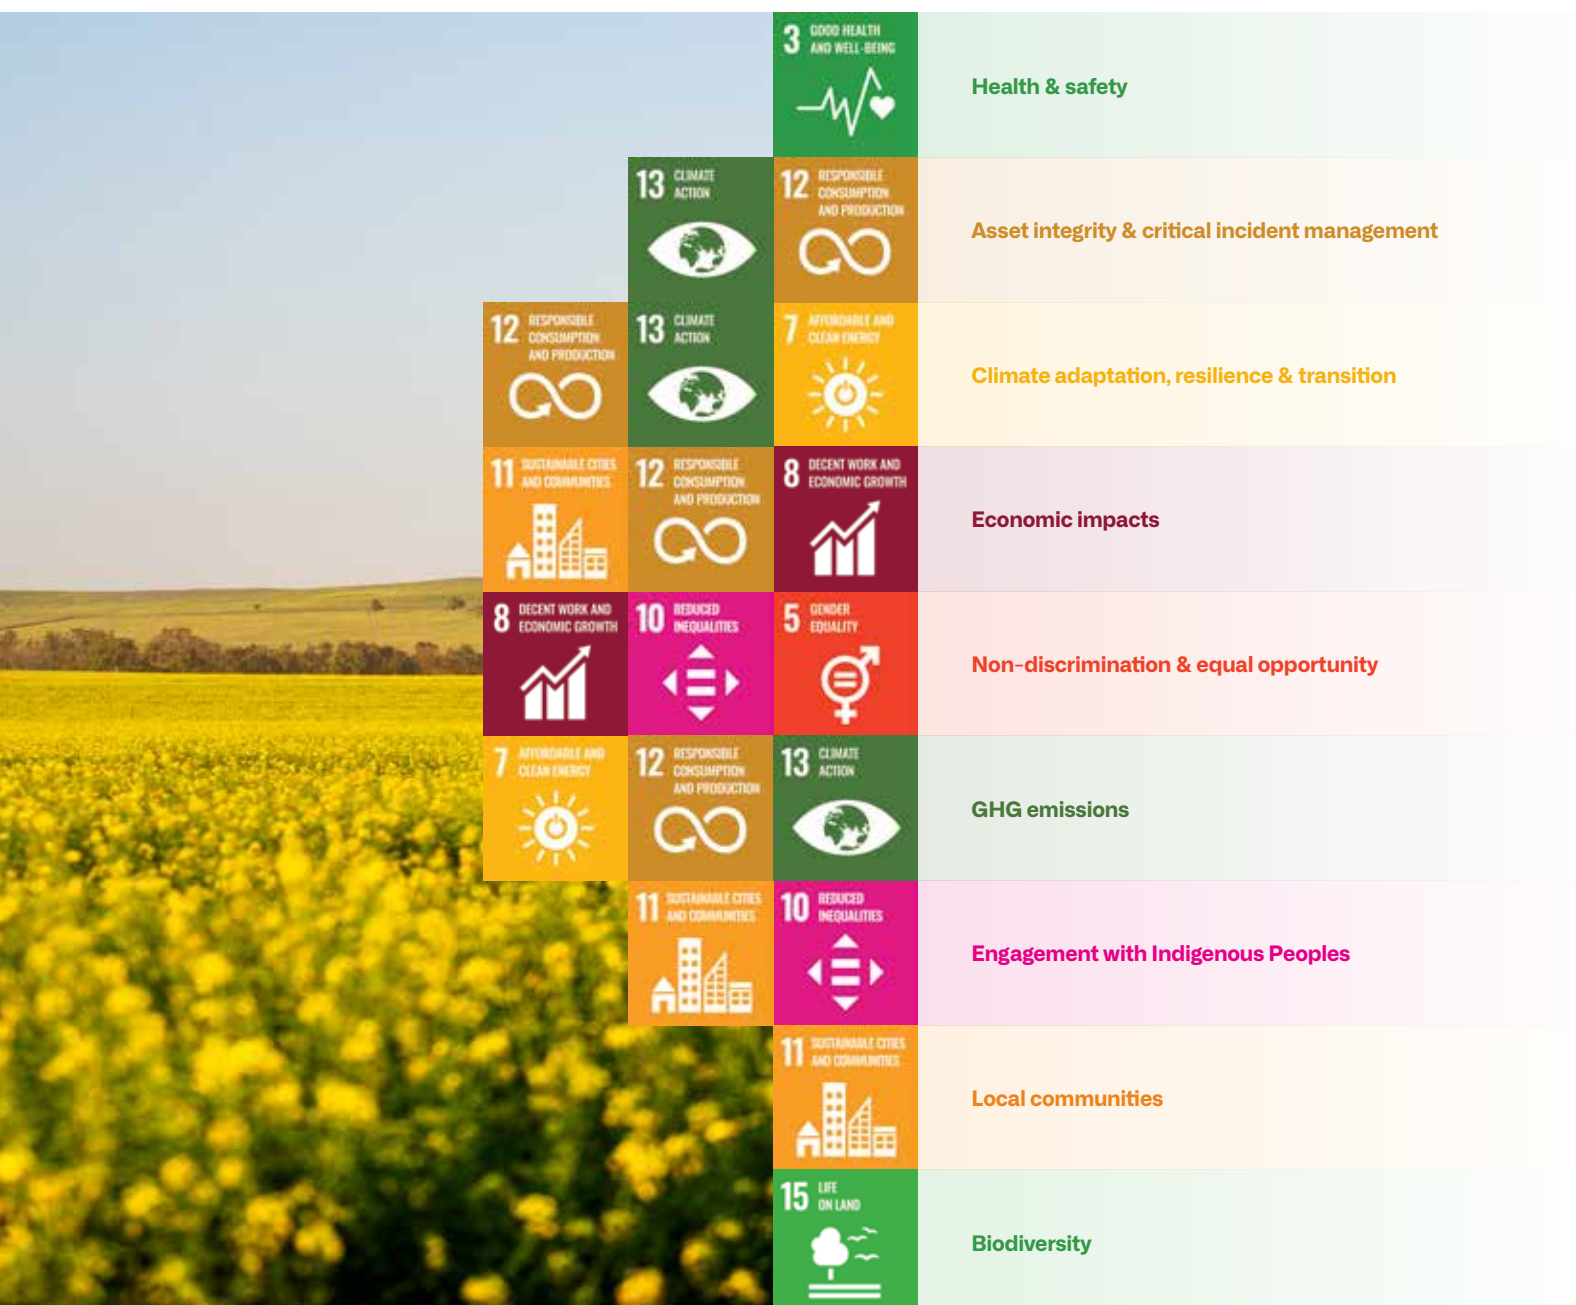 3 GOOD HEALTH
AND WELL-BEING
Health & safety
13 CLIMATE
ACTION
12 RESPONSIBLE
CONSUMPTION
AND PRODUCTION
Asset integrity & critical incident management
12 RESPONSIBLE
CONSUMPTION
AND PRODUCTION
13 CLIMATE
ACTION
7 AFFORDABLE AND
CLEAN ENERGY
Climate adaptation, resilience & transition
11 SUSTAINABLE CITIES
AND COMMUNITIES
12 RESPONSIBLE
CONSUMPTION
AND PRODUCTION
8 DECENT WORK AND
ECONOMIC GROWTH
Economic impacts
8 DECENT WORK AND
ECONOMIC GROWTH
10 REDUCED
INEQUALITIES
5 GENDER
EQUALITY
Non-discrimination & equal opportunity
7 AFFORDABLE AND
CLEAN ENERGY
12 RESPONSIBLE
CONSUMPTION
AND PRODUCTION
13 CLIMATE
ACTION
GHG emissions
11 SUSTAINABLE CITIES
AND COMMUNITIES
10 REDUCED
INEQUALITIES
Engagement with Indigenous Peoples
11 SUSTAINABLE CITIES
AND COMMUNITIES
Local communities
15 LIFE
ON LAND
Biodiversity